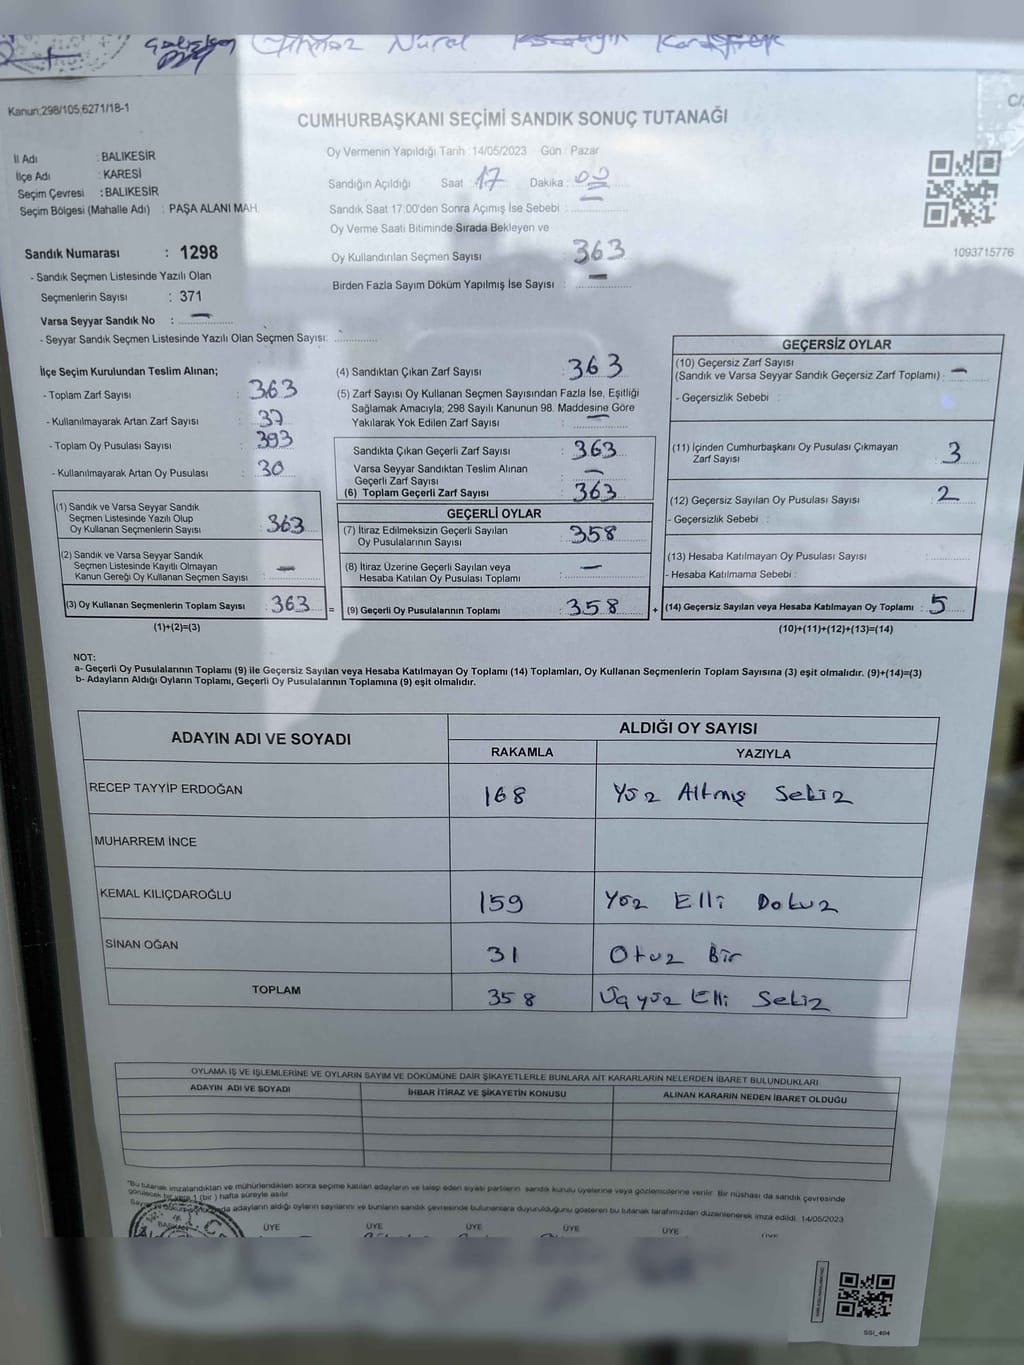 Kanun:298/105,6271/18-1
CUMHURBAŞKANI SEÇİMİ SANDIK SONUÇ TUTANAĞI
İl Adı : BALIKESİR
İlçe Adı : KARESİ
Seçim Çevresi : BALIKESİR
Seçim Bölgesi (Mahalle Adı) : PAŞA ALANI MAH.
Oy Vermenin Yapıldığı Tarih :14/05/2023 Gün : Pazar
Sandığın Açıldığı Saat 17 Dakika : 00
Sandık Saat 17:00'den Sonra Açımış İse Sebebi :
Oy Verme Saati Bitiminde Sırada Bekleyen ve
Oy Kullandırılan Seçmen Sayısı : 363
Birden Fazla Sayım Döküm Yapılmış İse Sayısı : —
1093715776
Sandık Numarası : 1298
- Sandık Seçmen Listesinde Yazılı Olan
Seçmenlerin Sayısı : 371
Varsa Seyyar Sandık No : —
- Seyyar Sandık Seçmen Listesinde Yazılı Olan Seçmen Sayısı:
İlçe Seçim Kurulundan Teslim Alınan;
- Toplam Zarf Sayısı : 363
- Kullanılmayarak Artan Zarf Sayısı : 37
- Toplam Oy Pusulası Sayısı : 393
- Kullanılmayarak Artan Oy Pusulası : 30
(1) Sandık ve Varsa Seyyar Sandık
Seçmen Listesinde Yazılı Olup
Oy Kullanan Seçmenlerin Sayısı : 363
(2) Sandık ve Varsa Seyyar Sandık
Seçmen Listesinde Kayıtlı Olmayan
Kanun Gereği Oy Kullanan Seçmen Sayısı : —
(3) Oy Kullanan Seçmenlerin Toplam Sayısı : 363 =
(1)+(2)=(3)
(4) Sandıktan Çıkan Zarf Sayısı : 363
(5) Zarf Sayısı Oy Kullanan Seçmen Sayısından Fazla İse, Eşitliği
Sağlamak Amacıyla; 298 Sayılı Kanunun 98. Maddesine Göre
Yakılarak Yok Edilen Zarf Sayısı : —
Sandıkta Çıkan Geçerli Zarf Sayısı : 363
Varsa Seyyar Sandıktan Teslim Alınan
Geçerli Zarf Sayısı : —
(6) Toplam Geçerli Zarf Sayısı : 363
GEÇERLİ OYLAR
(7) İtiraz Edilmeksizin Geçerli Sayılan
Oy Pusulalarının Sayısı : 358
(8) İtiraz Üzerine Geçerli Sayılan veya
Hesaba Katılan Oy Pusulası Toplamı : —
(9) Geçerli Oy Pusulalarının Toplamı : 358 +
GEÇERSİZ OYLAR
(10) Geçersiz Zarf Sayısı
(Sandık ve Varsa Seyyar Sandık Geçersiz Zarf Toplamı) : —
- Geçersizlik Sebebi :
(11) İçinden Cumhurbaşkanı Oy Pusulası Çıkmayan
Zarf Sayısı : 3
(12) Geçersiz Sayılan Oy Pusulası Sayısı : 2
- Geçersizlik Sebebi :
(13) Hesaba Katılmayan Oy Pusulası Sayısı :
- Hesaba Katılmama Sebebi :
(14) Geçersiz Sayılan veya Hesaba Katılmayan Oy Toplamı : 5
(10)+(11)+(12)+(13)=(14)
NOT:
a- Geçerli Oy Pusulalarının Toplamı (9) ile Geçersiz Sayılan veya Hesaba Katılmayan Oy Toplamı (14) Toplamları, Oy Kullanan Seçmenlerin Toplam Sayısına (3) eşit olmalıdır. (9)+(14)=(3)
b- Adayların Aldığı Oyların Toplamı, Geçerli Oy Pusulalarının Toplamına (9) eşit olmalıdır.
ADAYIN ADI VE SOYADI ALDIĞI OY SAYISI
RAKAMLA YAZIYLA
RECEP TAYYİP ERDOĞAN 168 Yüz Altmış Sekiz
MUHARREM İNCE
KEMAL KILIÇDAROĞLU 159 Yüz Elli Dokuz
SİNAN OĞAN 31 Otuz Bir
TOPLAM 358 Üçyüz Elli Sekiz
OYLAMA İŞ VE İŞLEMLERİNE VE OYLARIN SAYIM VE DÖKÜMÜNE DAİR ŞİKAYETLERLE BUNLARA AİT KARARLARIN NELERDEN İBARET BULUNDUKLARI
ADAYIN ADI VE SOYADI İHBAR İTİRAZ VE ŞİKAYETİN KONUSU ALINAN KARARIN NEDEN İBARET OLDUĞU
"Bu tutanak imzalandıktan ve mühürlendikten sonra seçime katılan adayların ve talep eden siyasi partilerin sandık kurulu üyelerine veya gözlemcilerine verilir. Bir nüshası da sandık çevresinde
görülecek bir yere 1 (bir) hafta süreyle asılır.
adayların aldığı oyların sayılarını ve bunların sandık çevresinde bulunanlara duyurulduğunu gösteren bu tutanak tarafımızdan düzenlenerek imza edildi. 14/05/2023
ÜYE ÜYE ÜYE ÜYE ÜYE ÜYE
SSI_404